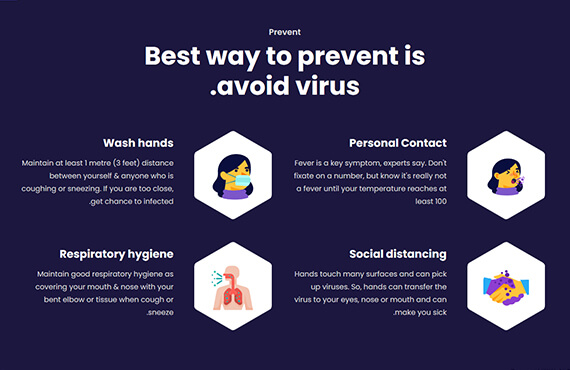 Prevent
Best way to prevent is
.avoid virus
Wash hands
Maintain at least 1 metre (3 feet) distance
between yourself & anyone who is
coughing or sneezing. If you are too close,
.get chance to infected
Personal Contact
Fever is a key symptom, experts say. Don't
fixate on a number, but know it's really not
a fever until your temperature reaches at
least 100
Respiratory hygiene
Maintain good respiratory hygiene as
covering your mouth & nose with your
bent elbow or tissue when cough or
.sneeze
Social distancing
Hands touch many surfaces and can pick
up viruses. So, hands can transfer the
virus to your eyes, nose or mouth and can
.make you sick